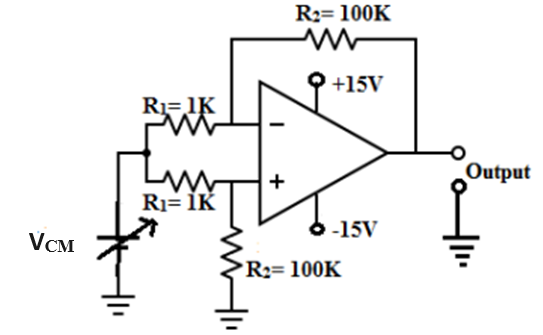 R2= 100K
+15V
R1= 1K
−
+
Output
R1= 1K
-15V
VCM
R2= 100K